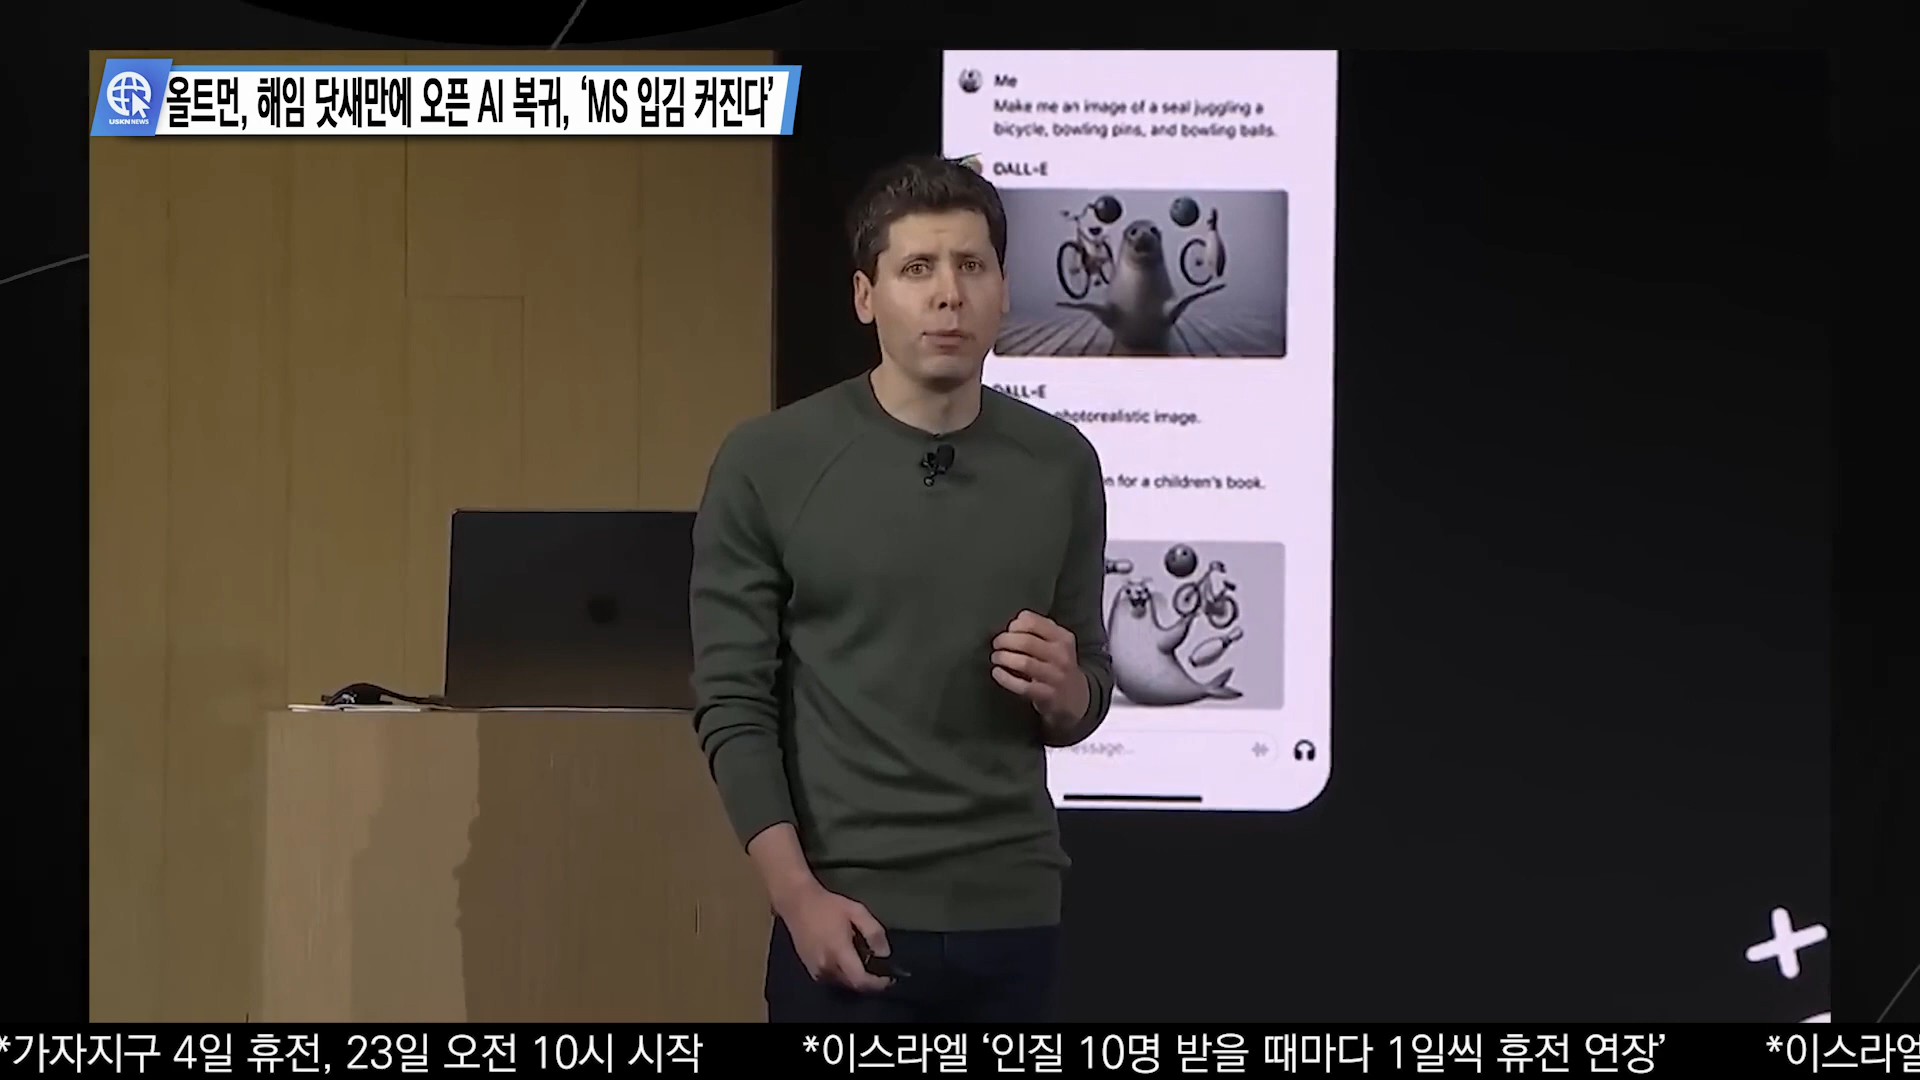 USKN NEWS
올트먼, 해임 닷새만에 오픈 AI 복귀, ‘MS 입김 커진다’
Me
Make me an image of a seal juggling a
bicycle, bowling pins, and bowling balls.
DALL-E
DALL-E
photorealistic image.
for a children's book.
*가자지구 4일 휴전, 23일 오전 10시 시작 *이스라엘 ‘인질 10명 받을 때마다 1일씩 휴전 연장’ *이스라엘